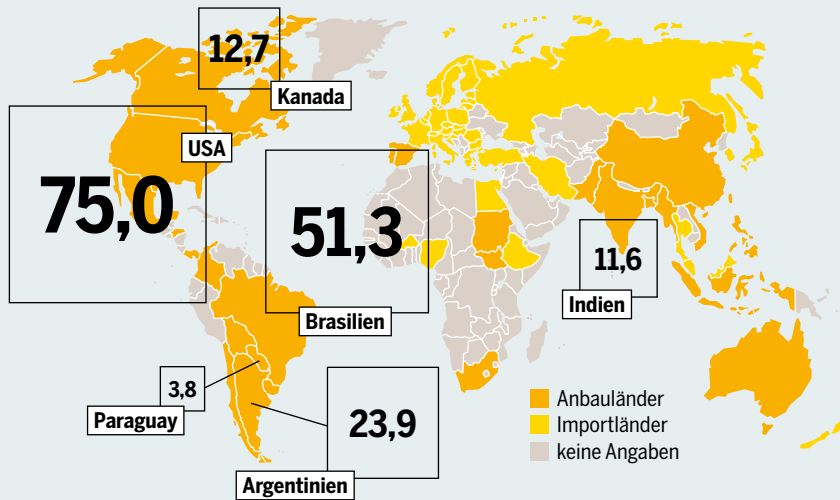 12,7
Kanada
USA
75,0
51,3
Brasilien
11,6
Indien
3,8
Paraguay
23,9
Argentinien
Anbauländer
Importländer
keine Angaben